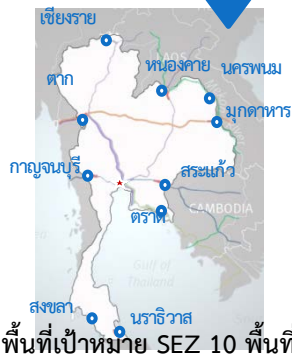 เชียงราย
หนองคาย นครพนม
ตาก
มุกดาหาร
กาญจนบุรี สระแก้ว
ตราด
CAMBODIA
Gulf of
Thailand
สงขลา นราธิวาส
พื้นที่เป้าหมาย SEZ 10 พื้นที่